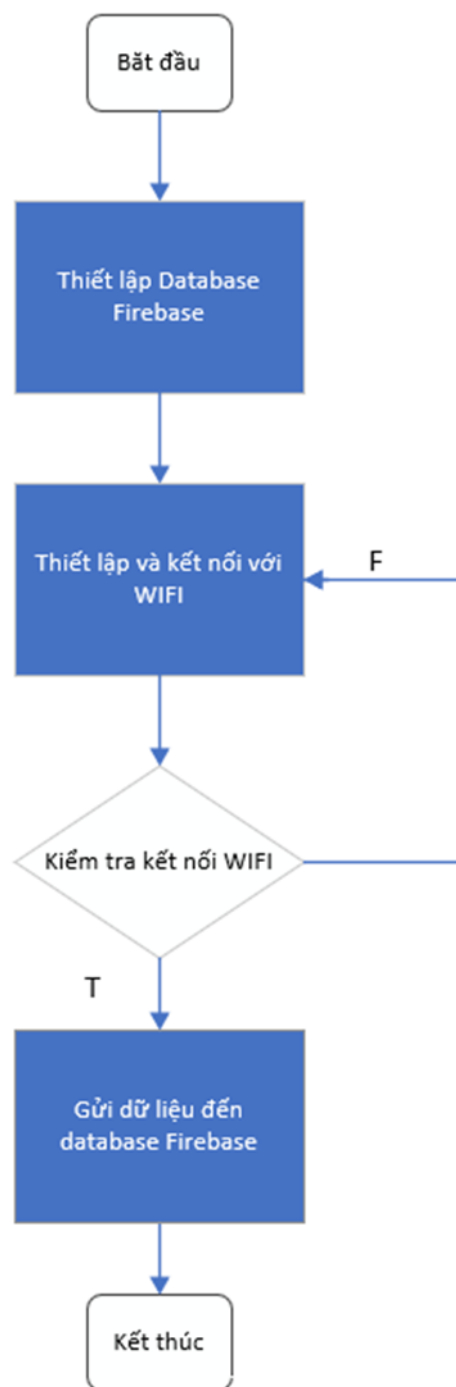 Băt đầu
Thiết lập Database
Firebase
Thiết lập và kết nối với
WIFI
F
Kiểm tra kết nối WIFI
T
Gửi dữ liệu đến
database Firebase
Kết thúc